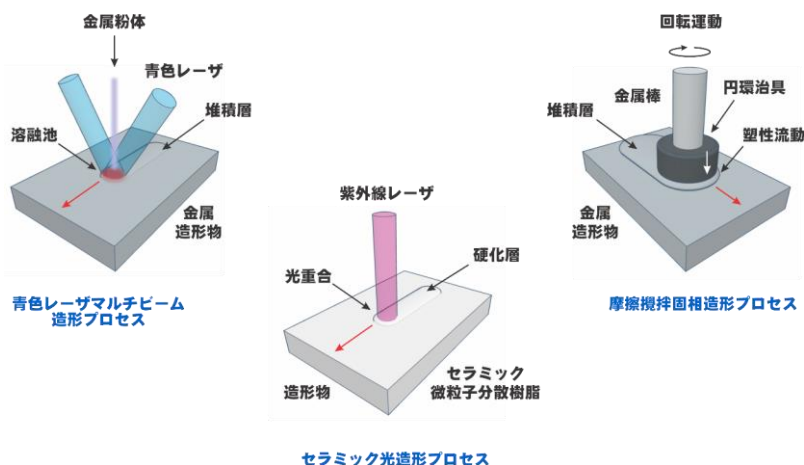 金属粉体
青色レーザ
堆積層
溶融池
金属
造形物
青色レーザマルチビーム
造形プロセス
紫外線レーザ
硬化層
光重合
造形物
セラミック
微粒子分散樹脂
セラミック光造形プロセス
回転運動
金属棒
円環治具
堆積層
塑性流動
金属
造形物
摩擦攪拌固相造形プロセス